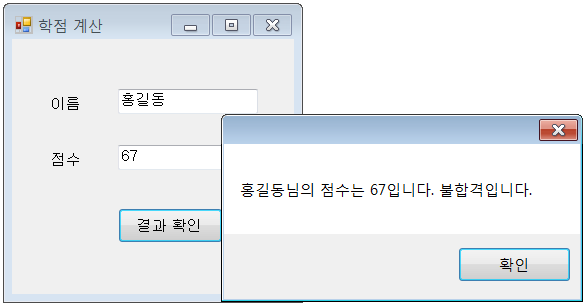 학점 계산
이름 홍길동
점수 67
결과 확인
홍길동님의 점수는 67입니다. 불합격입니다.
확인